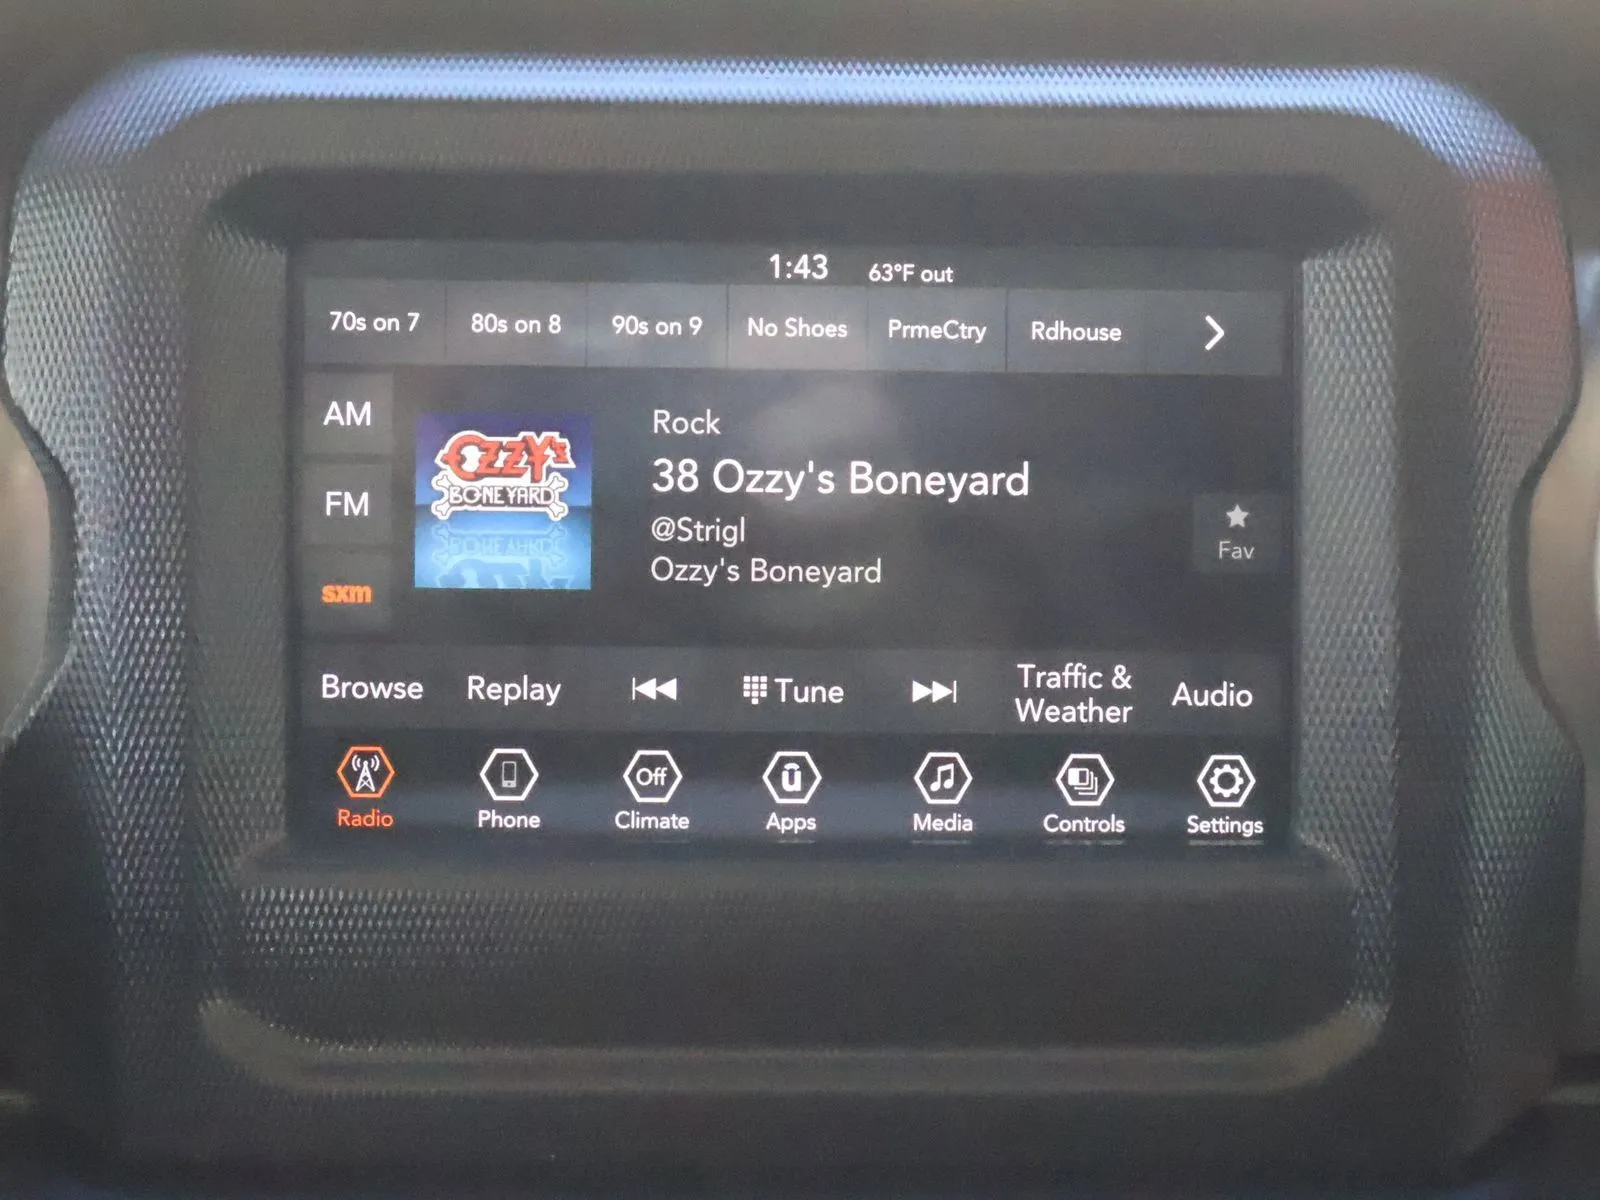 1:43 63°F out
70s on 7 80s on 8 90s on 9 No Shoes PrmeCtry Rdhouse
AM
FM
sxm
OZZY's
BONEYARD
Rock
38 Ozzy's Boneyard
@Strigl
Ozzy's Boneyard
Fav
Browse Replay Tune Traffic & Weather Audio
Off
Radio Phone Climate Apps Media Controls Settings